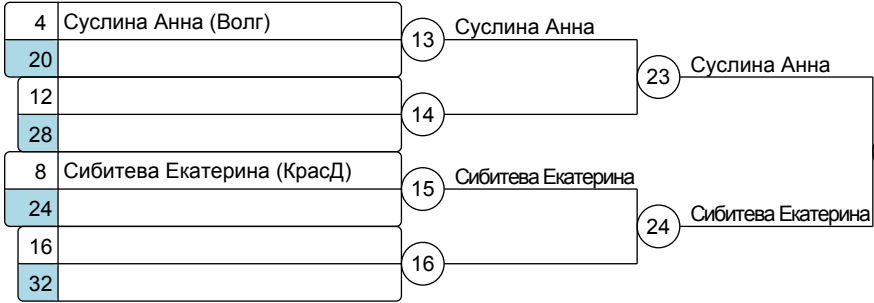 4 Суслина Анна (Волг)
20
12
28
8 Сибитева Екатерина (КрасД)
24
16
32
13 Суслина Анна
14
15 Сибитева Екатерина
16
23 Суслина Анна
24 Сибитева Екатерина